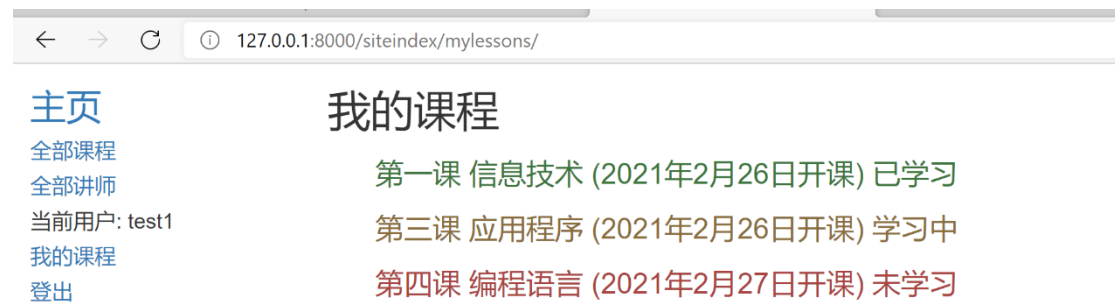 127.0.0.1:8000/siteindex/mylessons/
主页
全部课程
全部讲师
当前用户: test1
我的课程
登出
我的课程
第一课 信息技术 (2021年2月26日开课) 已学习
第三课 应用程序 (2021年2月26日开课) 学习中
第四课 编程语言 (2021年2月27日开课) 未学习